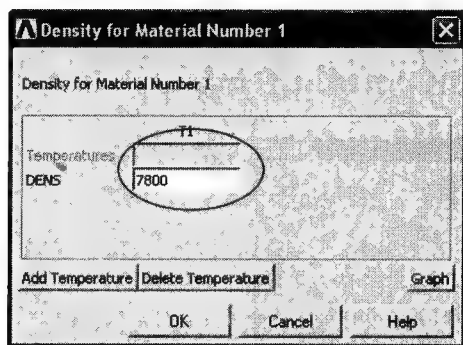 Density for Material Number 1
Density for Material Number 1
T1
Temperatures
DENS 7800
Add Temperature Delete Temperature Graph
OK Cancel Help